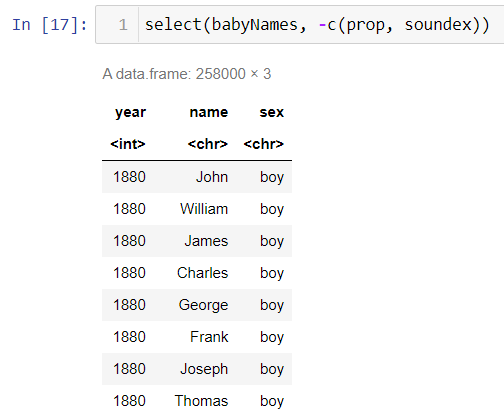 In [17]: 1 select(babyNames, -c(prop, soundex))
A data.frame: 258000 × 3
year name sex
<int> <chr> <chr>
1880 John boy
1880 William boy
1880 James boy
1880 Charles boy
1880 George boy
1880 Frank boy
1880 Joseph boy
1880 Thomas boy